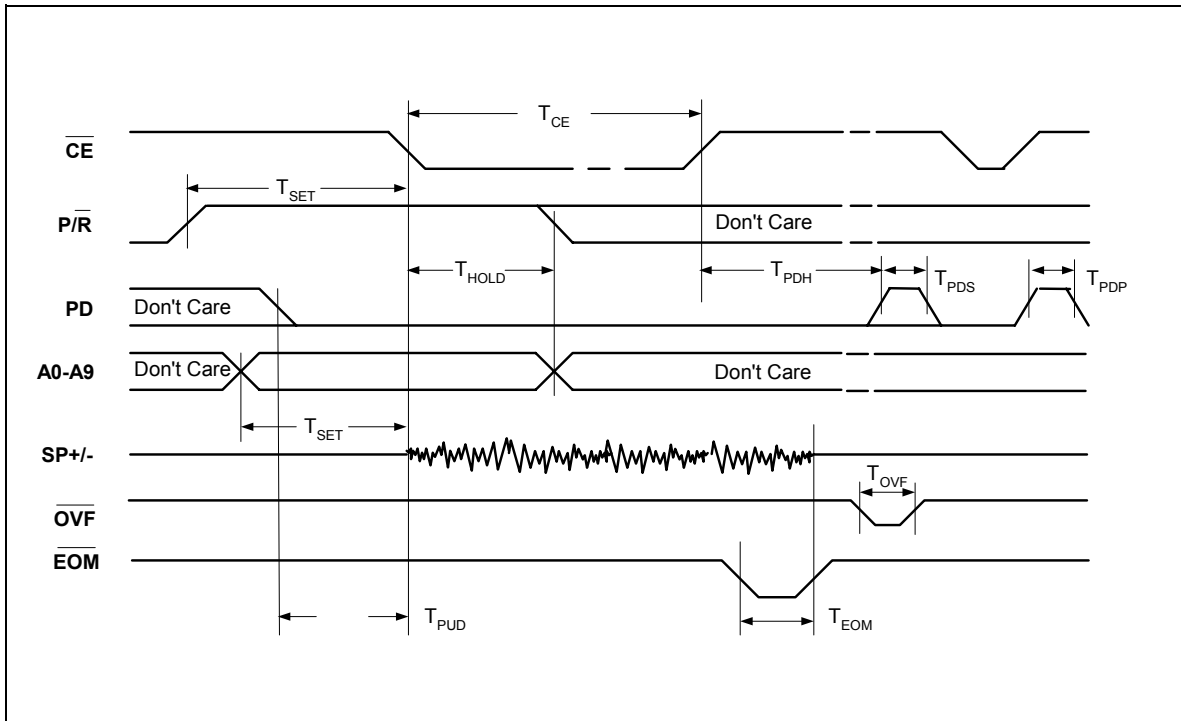 T_CE
CE
T_SET
P/R
Don't Care
T_HOLD
T_PDH
T_PDS
T_PDP
PD
Don't Care
A0-A9
Don't Care
Don't Care
T_SET
SP+/-
T_OVF
OVF
EOM
T_PUD
T_EOM